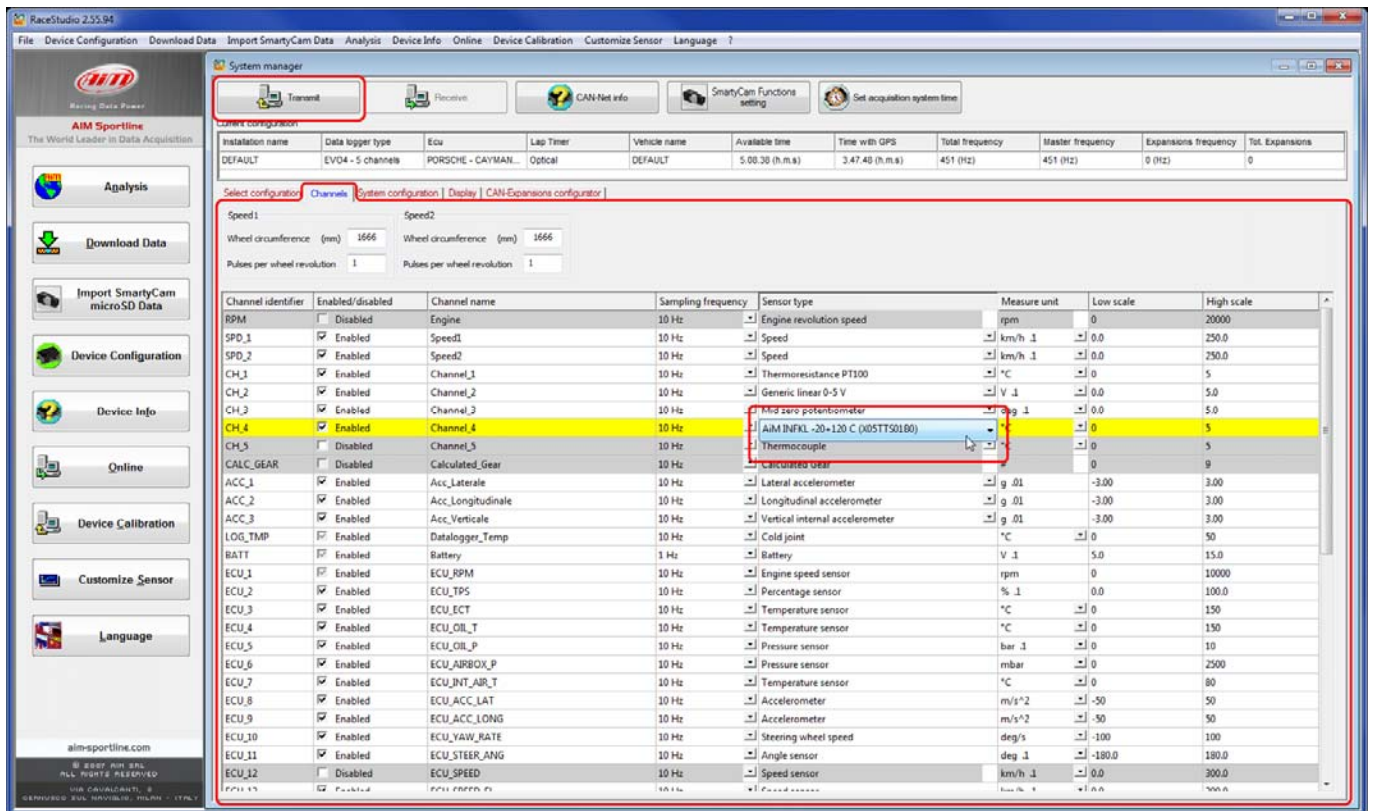 RaceStudio 2.55.94
File Device Configuration Download Data Import SmartyCam Data Analysis Device Info Online Device Calibration Customize Sensor Language ?
AiM
Racing Data Power
AIM Sportline
The World Leader in Data Acquisition
Analysis
Download Data
Import SmartyCam
microSD Data
Device Configuration
Device Info
Online
Device Calibration
Customize Sensor
Language
aim-sportline.com
© 2007 AIM SRL
ALL RIGHTS RESERVED
VIA CAVALCANTI, 8
CERNUSCO SUL NAVIGLIO, MILAN - ITALY
System manager
Transmit Receive CAN-Net info SmartyCam Functions setting Set acquisition system time
Current configuration
Installation name Data logger type Ecu Lap Timer Vehicle name Available time Time with GPS Total frequency Master frequency Expansions frequency Tot. Expansions
DEFAULT EVO4 - 5 channels PORSCHE - CAYMAN... Optical DEFAULT 5.08.38 (h.m.s) 3.47.48 (h.m.s) 451 (Hz) 451 (Hz) 0 (Hz) 0
Select configuration Channels System configuration | Display | CAN-Expansions configurator |
Speed1 Speed2
Wheel circumference (mm) 1666 Wheel circumference (mm) 1666
Pulses per wheel revolution 1 Pulses per wheel revolution 1
Channel identifier Enabled/disabled Channel name Sampling frequency Sensor type Measure unit Low scale High scale
RPM Disabled Engine 10 Hz Engine revolution speed rpm 0 20000
SPD_1 Enabled Speed1 10 Hz Speed km/h .1 0.0 250.0
SPD_2 Enabled Speed2 10 Hz Speed km/h .1 0.0 250.0
CH_1 Enabled Channel_1 10 Hz Thermoresistance PT100 °C 0 5
CH_2 Enabled Channel_2 10 Hz Generic linear 0-5 V V .1 0.0 5.0
CH_3 Enabled Channel_3 10 Hz Mid zero potentiometer deg .1 0.0 5.0
CH_4 Enabled Channel_4 10 Hz AiM INFKL -20+120 C (X05TTS01B0) °C 0 5
CH_5 Disabled Channel_5 10 Hz Thermocouple °C 0 5
CALC_GEAR Disabled Calculated_Gear 10 Hz Calculated Gear # 0 9
ACC_1 Enabled Acc_Laterale 10 Hz Lateral accelerometer g .01 -3.00 3.00
ACC_2 Enabled Acc_Longitudinale 10 Hz Longitudinal accelerometer g .01 -3.00 3.00
ACC_3 Enabled Acc_Verticale 10 Hz Vertical internal accelerometer g .01 -3.00 3.00
LOG_TMP Enabled Datalogger_Temp 10 Hz Cold joint °C 0 50
BATT Enabled Battery 1 Hz Battery V .1 5.0 15.0
ECU_1 Enabled ECU_RPM 10 Hz Engine speed sensor rpm 0 10000
ECU_2 Enabled ECU_TPS 10 Hz Percentage sensor % .1 0.0 100.0
ECU_3 Enabled ECU_ECT 10 Hz Temperature sensor °C 0 150
ECU_4 Enabled ECU_OIL_T 10 Hz Temperature sensor °C 0 150
ECU_5 Enabled ECU_OIL_P 10 Hz Pressure sensor bar .1 0 10
ECU_6 Enabled ECU_AIRBOX_P 10 Hz Pressure sensor mbar 0 2500
ECU_7 Enabled ECU_INT_AIR_T 10 Hz Temperature sensor °C 0 80
ECU_8 Enabled ECU_ACC_LAT 10 Hz Accelerometer m/s^2 -50 50
ECU_9 Enabled ECU_ACC_LONG 10 Hz Accelerometer m/s^2 -50 50
ECU_10 Enabled ECU_YAW_RATE 10 Hz Steering wheel speed deg/s -100 100
ECU_11 Enabled ECU_STEER_ANG 10 Hz Angle sensor deg .1 -180.0 180.0
ECU_12 Disabled ECU_SPEED 10 Hz Speed sensor km/h .1 0.0 300.0